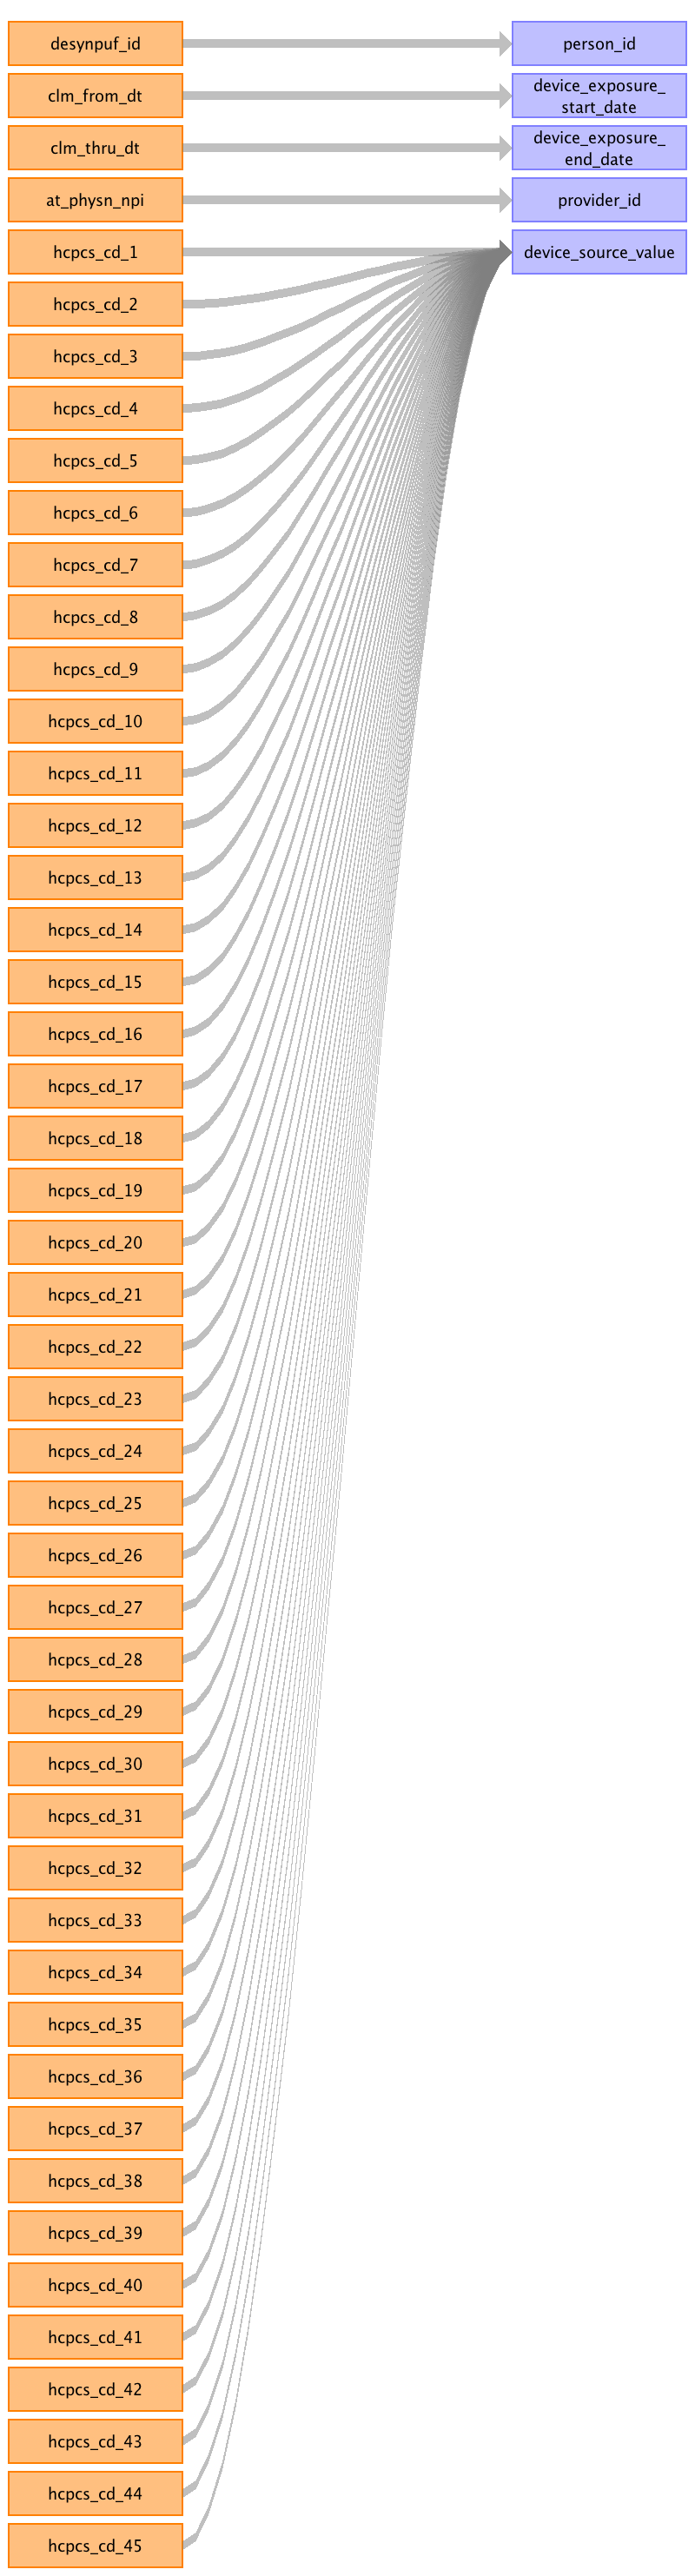 desynpuf_id
person_id
clm_from_dt
device_exposure_
start_date
clm_thru_dt
device_exposure_
end_date
at_physn_npi
provider_id
hcpcs_cd_1
device_source_value
hcpcs_cd_2
hcpcs_cd_3
hcpcs_cd_4
hcpcs_cd_5
hcpcs_cd_6
hcpcs_cd_7
hcpcs_cd_8
hcpcs_cd_9
hcpcs_cd_10
hcpcs_cd_11
hcpcs_cd_12
hcpcs_cd_13
hcpcs_cd_14
hcpcs_cd_15
hcpcs_cd_16
hcpcs_cd_17
hcpcs_cd_18
hcpcs_cd_19
hcpcs_cd_20
hcpcs_cd_21
hcpcs_cd_22
hcpcs_cd_23
hcpcs_cd_24
hcpcs_cd_25
hcpcs_cd_26
hcpcs_cd_27
hcpcs_cd_28
hcpcs_cd_29
hcpcs_cd_30
hcpcs_cd_31
hcpcs_cd_32
hcpcs_cd_33
hcpcs_cd_34
hcpcs_cd_35
hcpcs_cd_36
hcpcs_cd_37
hcpcs_cd_38
hcpcs_cd_39
hcpcs_cd_40
hcpcs_cd_41
hcpcs_cd_42
hcpcs_cd_43
hcpcs_cd_44
hcpcs_cd_45